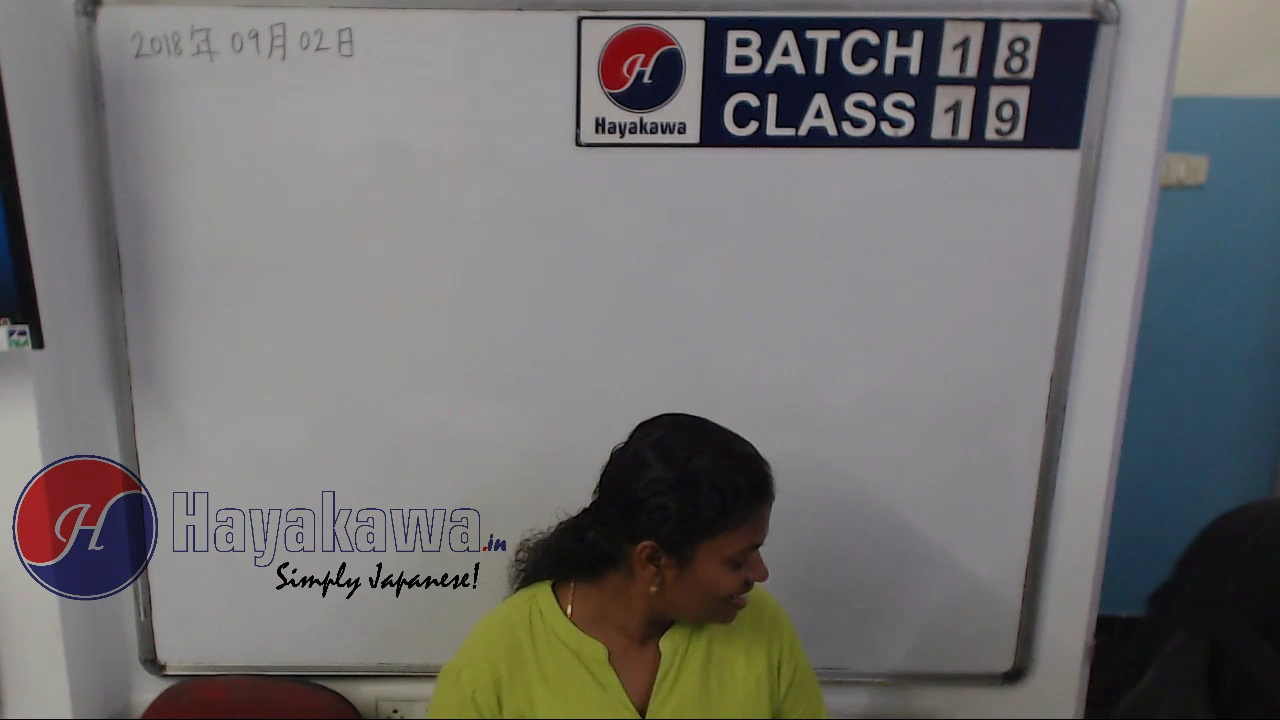 2018年 09月 02日
BATCH 18
CLASS 19
H
Hayakawa
H
Hayakawa.in
Simply Japanese!